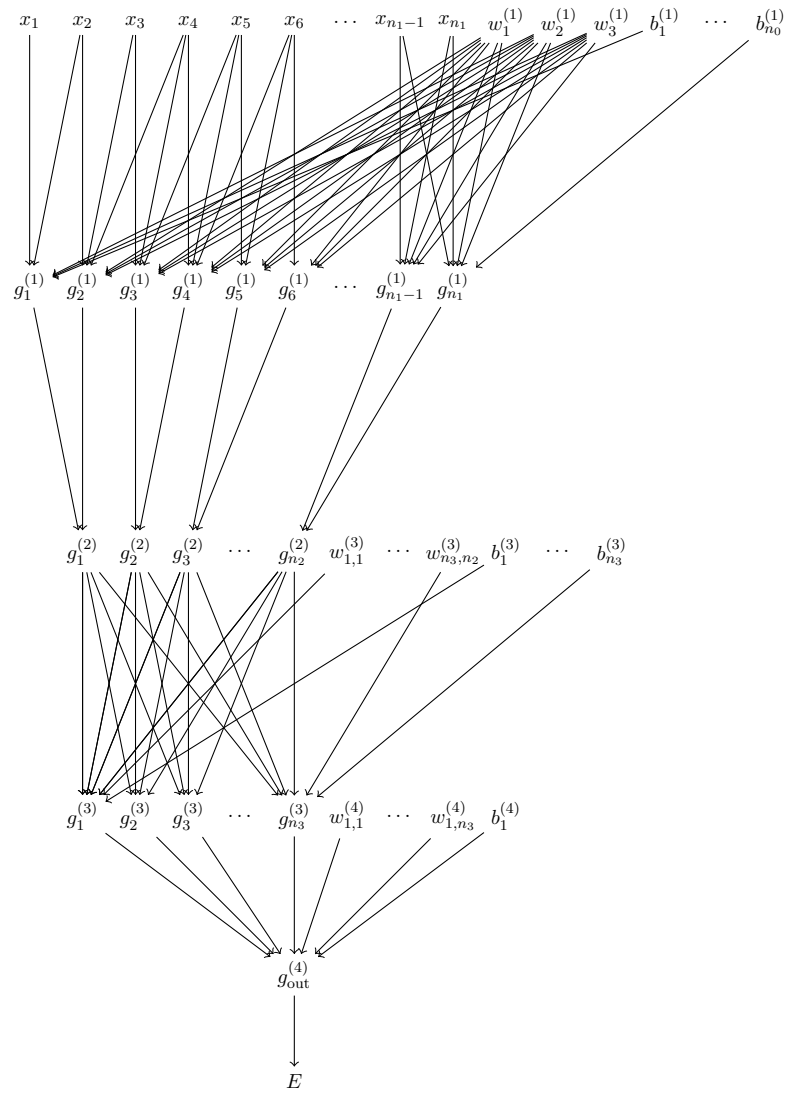 x_1 x_2 x_3 x_4 x_5 x_6 ⋯ x_{n_1−1} x_{n_1} w_1^{(1)} w_2^{(1)} w_3^{(1)} b_1^{(1)} ⋯ b_{n_0}^{(1)}
g_1^{(1)} g_2^{(1)} g_3^{(1)} g_4^{(1)} g_5^{(1)} g_6^{(1)} ⋯ g_{n_1−1}^{(1)} g_{n_1}^{(1)}
g_1^{(2)} g_2^{(2)} g_3^{(2)} ⋯ g_{n_2}^{(2)} w_{1,1}^{(3)} ⋯ w_{n_3,n_2}^{(3)} b_1^{(3)} ⋯ b_{n_3}^{(3)}
g_1^{(3)} g_2^{(3)} g_3^{(3)} ⋯ g_{n_3}^{(3)} w_{1,1}^{(4)} ⋯ w_{1,n_3}^{(4)} b_1^{(4)}
g_{out}^{(4)}
E